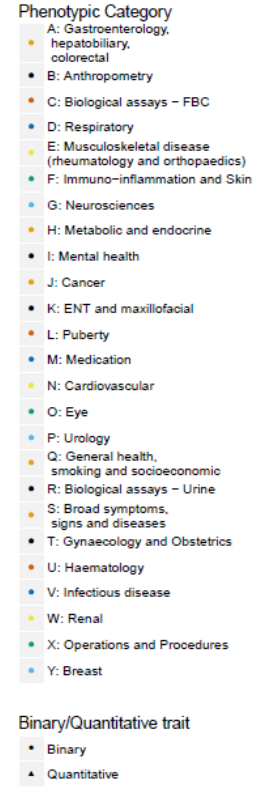 Phenotypic Category
A: Gastroenterology,
hepatobiliary,
colorectal
B: Anthropometry
C: Biological assays − FBC
D: Respiratory
E: Musculoskeletal disease
(rheumatology and orthopaedics)
F: Immuno−inflammation and Skin
G: Neurosciences
H: Metabolic and endocrine
I: Mental health
J: Cancer
K: ENT and maxillofacial
L: Puberty
M: Medication
N: Cardiovascular
O: Eye
P: Urology
Q: General health,
smoking and socioeconomic
R: Biological assays − Urine
S: Broad symptoms,
signs and diseases
T: Gynaecology and Obstetrics
U: Haematology
V: Infectious disease
W: Renal
X: Operations and Procedures
Y: Breast
Binary/Quantitative trait
Binary
Quantitative